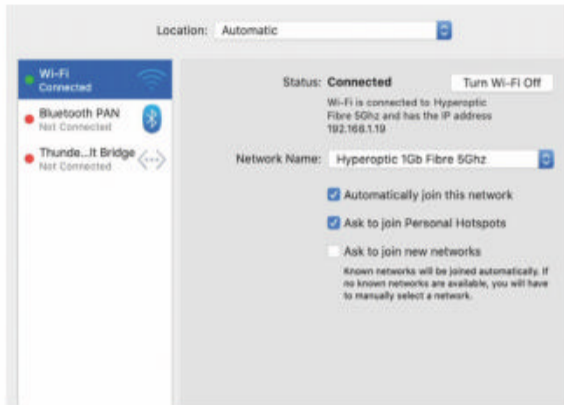 Location: Automatic
Wi-Fi
Connected
Bluetooth PAN
Not Connected
Thunde...lt Bridge
Not Connected
Status: Connected
Turn Wi-Fi Off
Wi-Fi is connected to Hyperoptic
Fibre 5Ghz and has the IP address
192.168.1.19
Network Name: Hyperoptic 1Gb Fibre 5Ghz
Automatically join this network
Ask to join Personal Hotspots
Ask to join new networks
Known networks will be joined automatically. If
no known networks are available, you will have
to manually select a network.